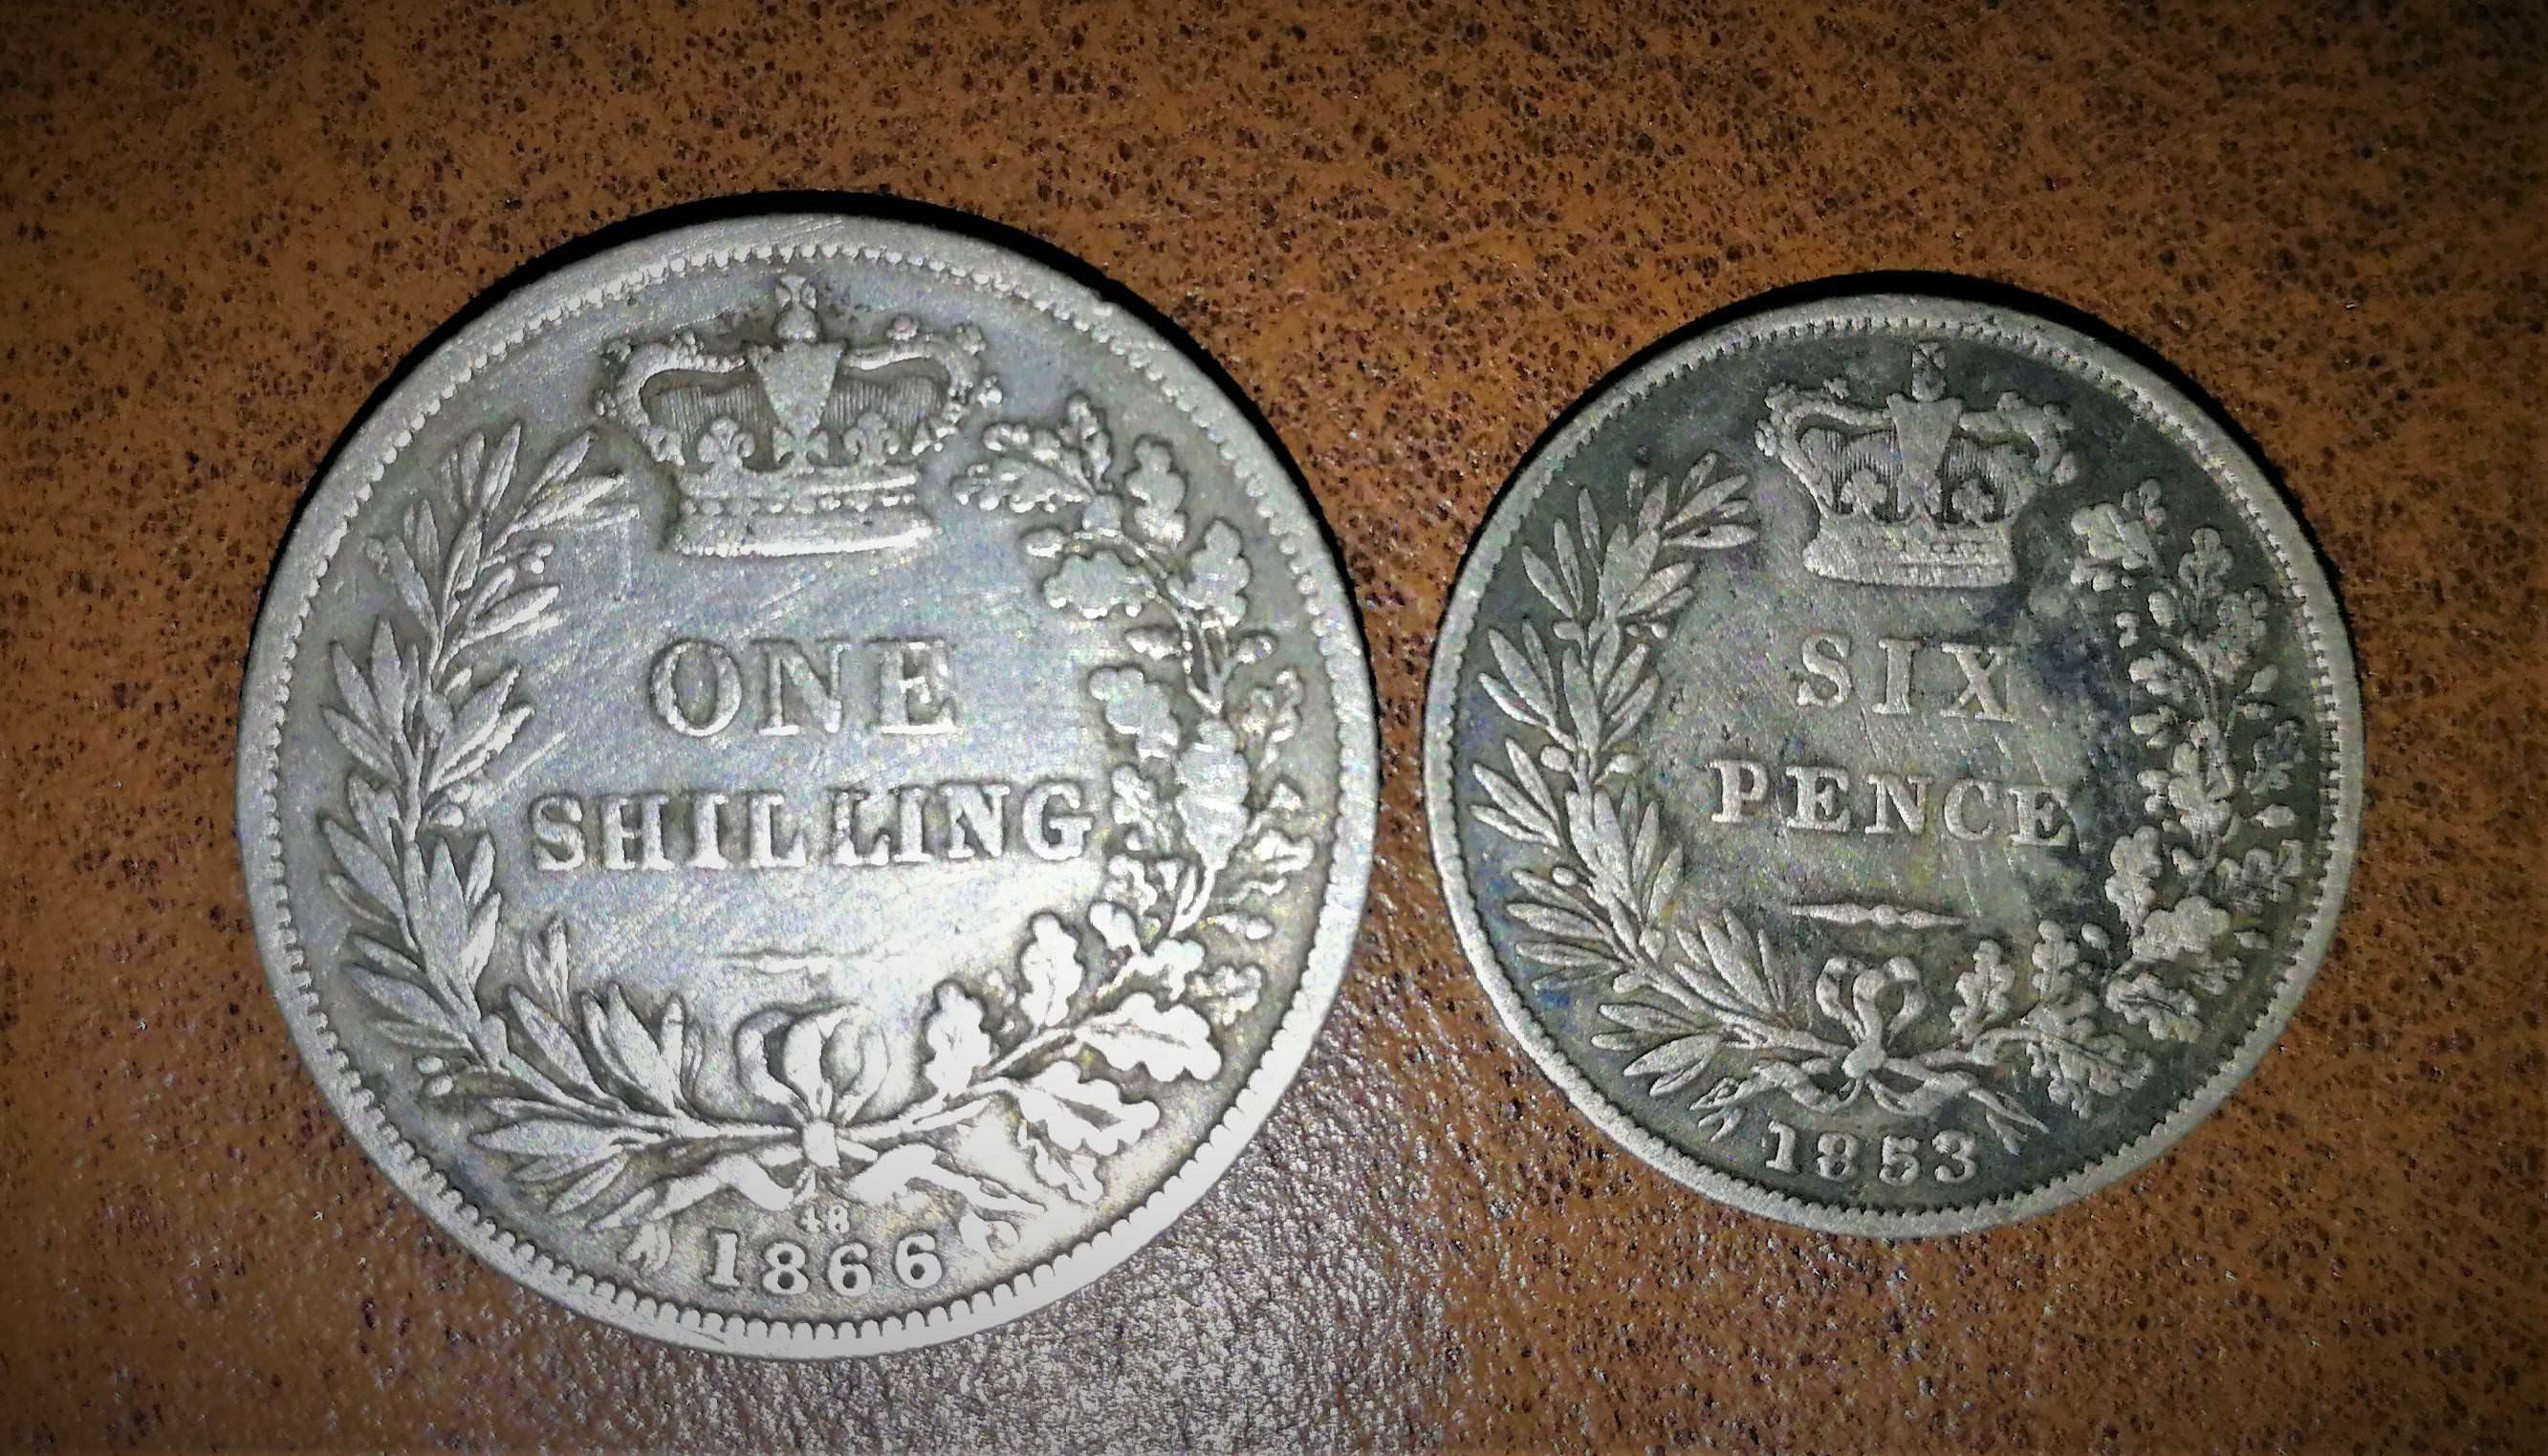 ONE
SHILLING
48
1866
SIX
PENCE
1853